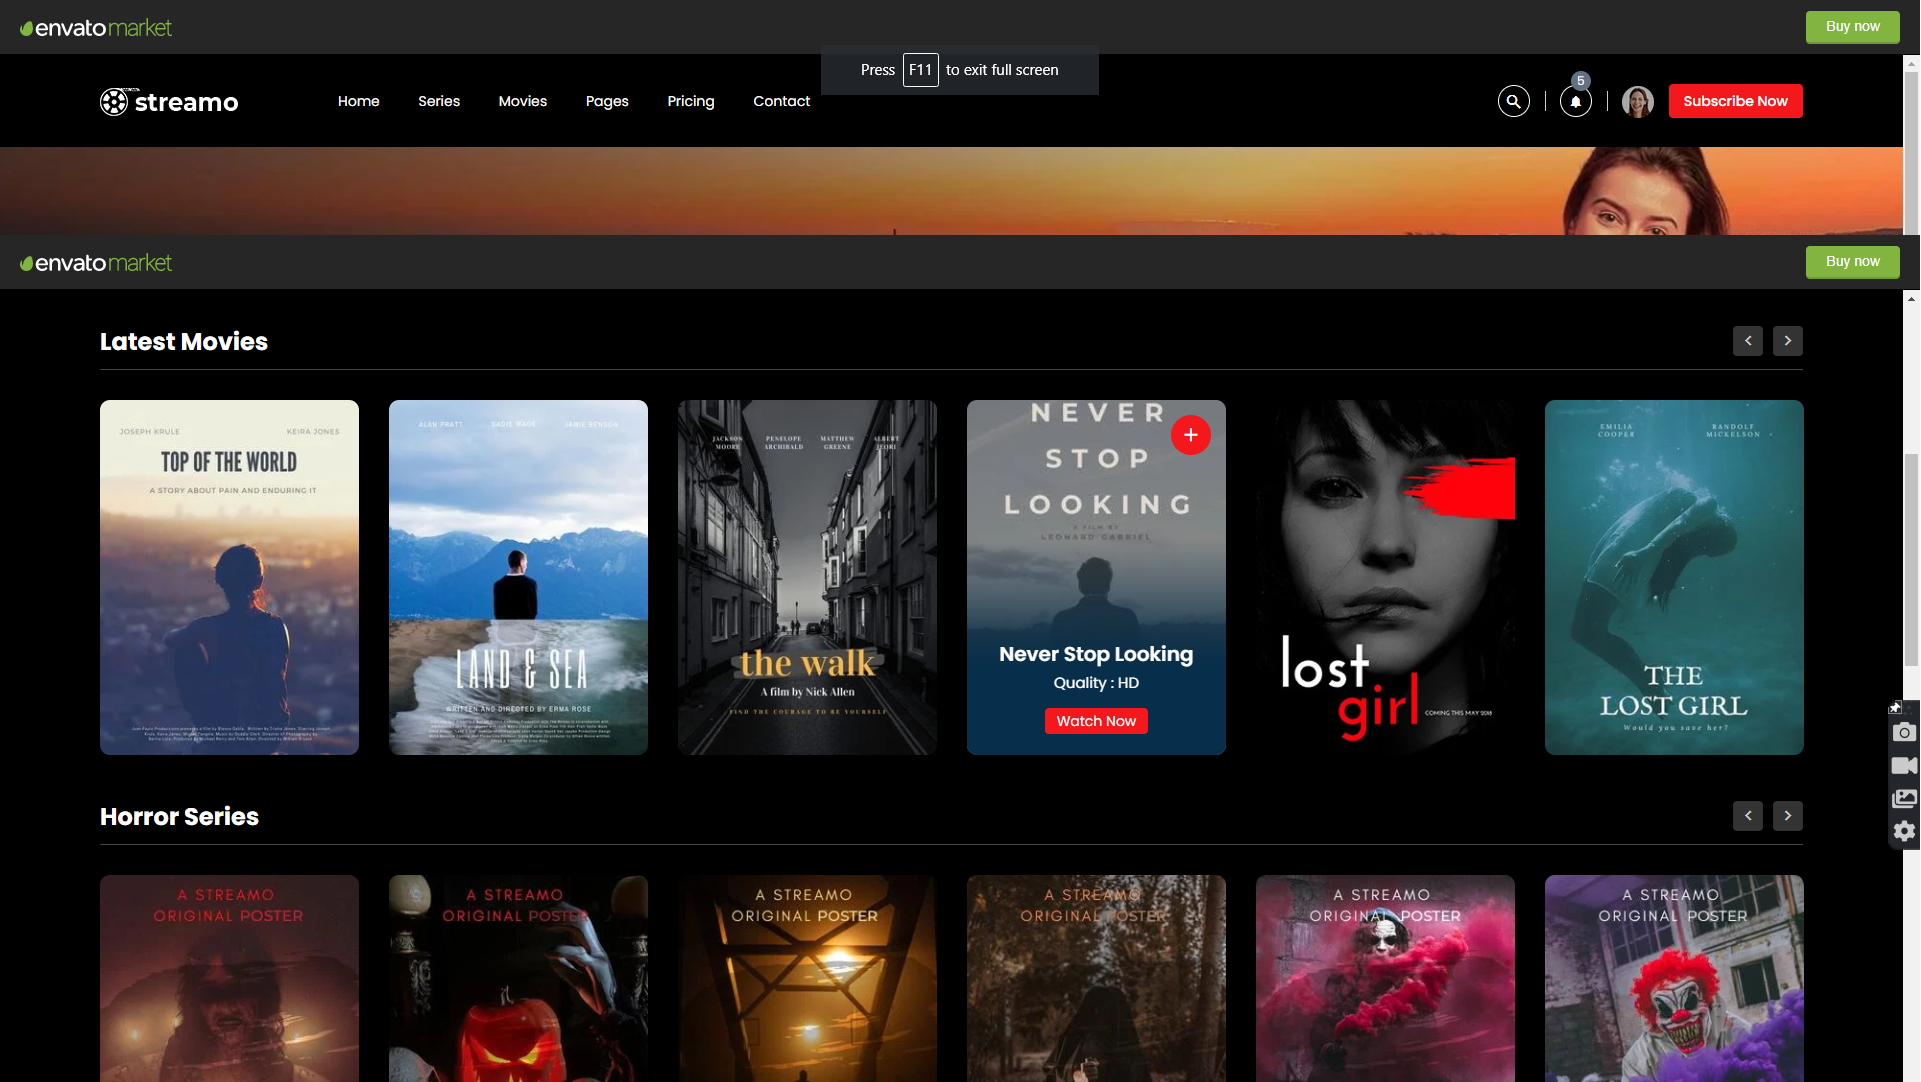 envato market
Buy now
Press F11 to exit full screen
streamo
Home
Series
Movies
Pages
Pricing
Contact
5
Subscribe Now
envato market
Buy now
Latest Movies
JOSEPH KRULE
KEIRA JONES
TOP OF THE WORLD
A STORY ABOUT PAIN AND ENDURING IT
ALAN PRATT
SADIE WADE
JAMIE BENSON
LAND & SEA
WRITTEN AND DIRECTED BY ERMA ROSE
JACKSON MOORE
PENELOPE ARCHIBALD
MATTHEW GREENE
ALBERT
the walk
A film by Nick Allen
FIND THE COURAGE TO BE YOURSELF
NEVER
STOP
LOOKING
A FILM BY
LEONARD GABRIEL
Never Stop Looking
Quality : HD
Watch Now
lost
girl
COMING THIS MAY 2018
EMILIA
COOPER
RANDOLF
MICKELSON
THE
LOST GIRL
Would you save her?
Horror Series
A STREAMO
ORIGINAL POSTER
A STREAMO
ORIGINAL POSTER
A STREAMO
ORIGINAL POSTER
A STREAMO
ORIGINAL POSTER
A STREAMO
ORIGINAL POSTER
A STREAMO
ORIGINAL POSTER